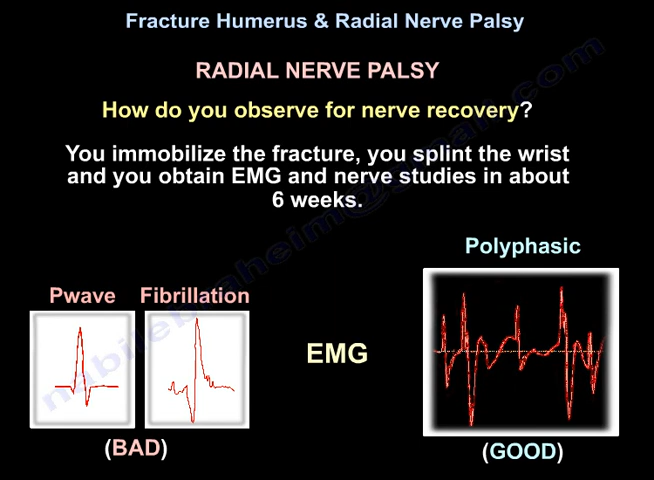 Fracture Humerus & Radial Nerve Palsy
RADIAL NERVE PALSY
How do you observe for nerve recovery?
You immobilize the fracture, you splint the wrist
and you obtain EMG and nerve studies in about
6 weeks.
Polyphasic
Pwave Fibrillation
EMG
(BAD)
(GOOD)